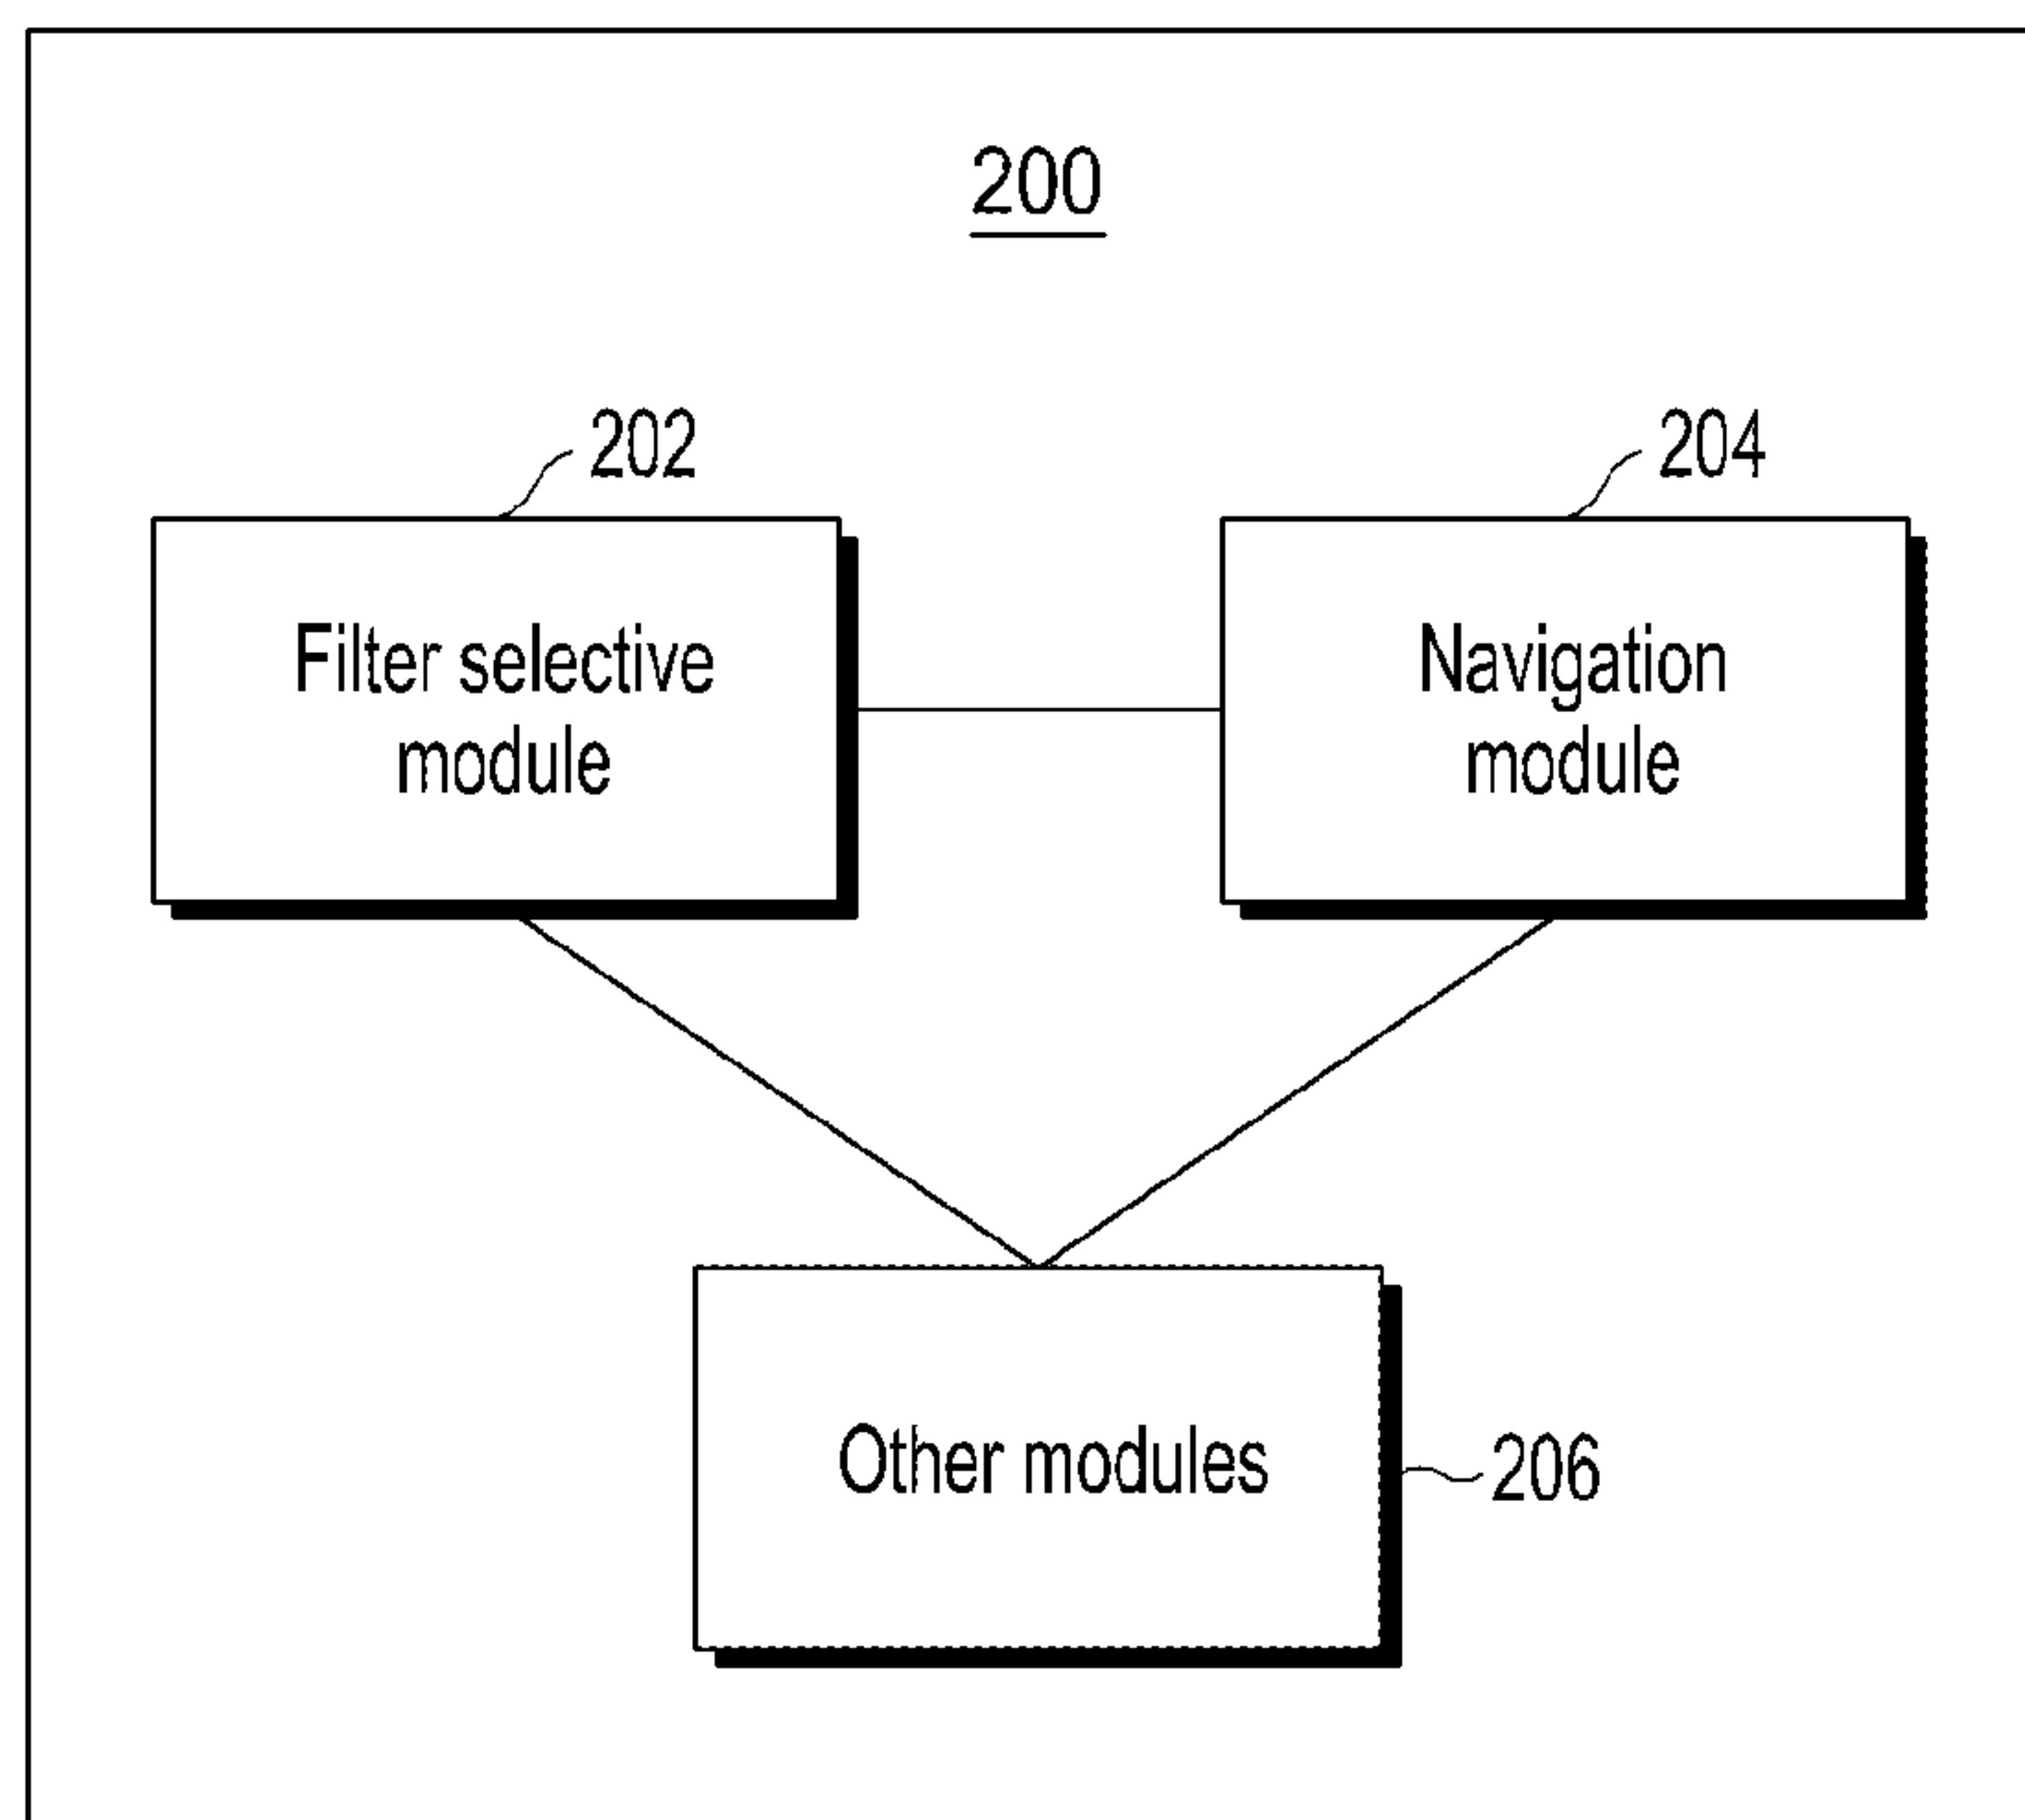 200
202
204
Filter selective
module
Navigation
module
Other modules
206